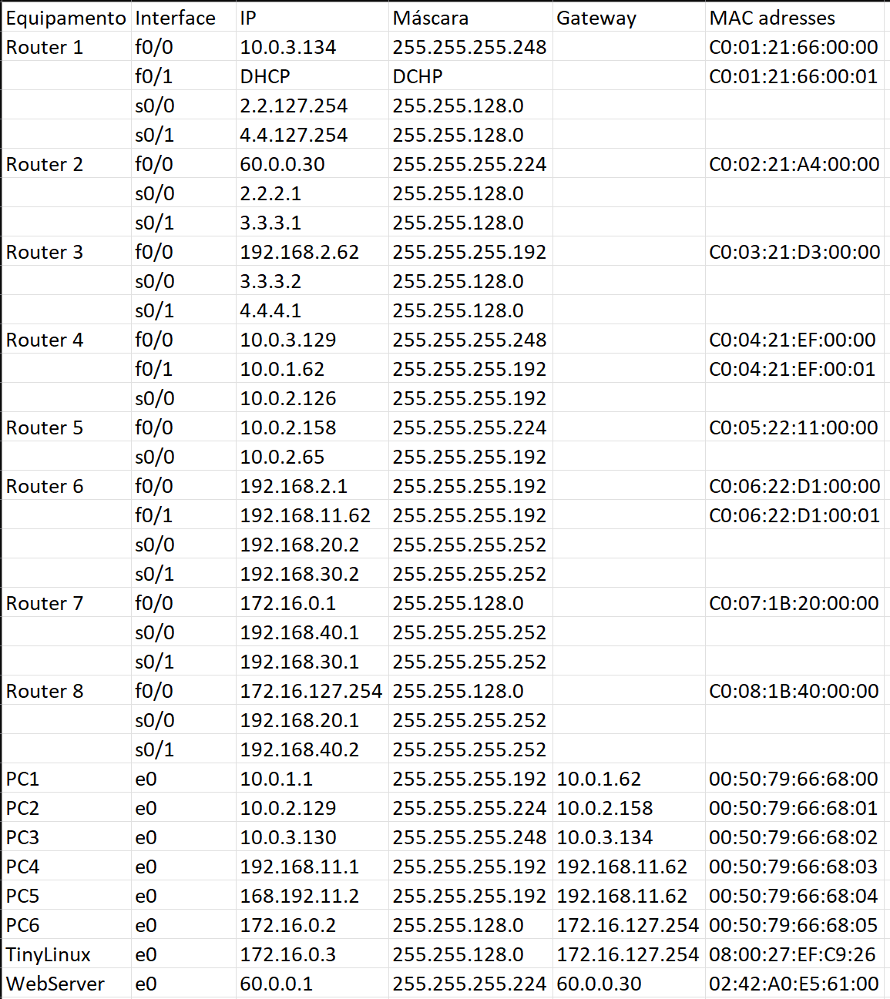 Equipamento Interface IP Máscara Gateway MAC adresses
Router 1 f0/0 10.0.3.134 255.255.255.248 C0:01:21:66:00:00
f0/1 DHCP DCHP C0:01:21:66:00:01
s0/0 2.2.127.254 255.255.128.0
s0/1 4.4.127.254 255.255.128.0
Router 2 f0/0 60.0.0.30 255.255.255.224 C0:02:21:A4:00:00
s0/0 2.2.2.1 255.255.128.0
s0/1 3.3.3.1 255.255.128.0
Router 3 f0/0 192.168.2.62 255.255.255.192 C0:03:21:D3:00:00
s0/0 3.3.3.2 255.255.128.0
s0/1 4.4.4.1 255.255.128.0
Router 4 f0/0 10.0.3.129 255.255.255.248 C0:04:21:EF:00:00
f0/1 10.0.1.62 255.255.255.192 C0:04:21:EF:00:01
s0/0 10.0.2.126 255.255.255.192
Router 5 f0/0 10.0.2.158 255.255.255.224 C0:05:22:11:00:00
s0/0 10.0.2.65 255.255.255.192
Router 6 f0/0 192.168.2.1 255.255.255.192 C0:06:22:D1:00:00
f0/1 192.168.11.62 255.255.255.192 C0:06:22:D1:00:01
s0/0 192.168.20.2 255.255.255.252
s0/1 192.168.30.2 255.255.255.252
Router 7 f0/0 172.16.0.1 255.255.128.0 C0:07:1B:20:00:00
s0/0 192.168.40.1 255.255.255.252
s0/1 192.168.30.1 255.255.255.252
Router 8 f0/0 172.16.127.254 255.255.128.0 C0:08:1B:40:00:00
s0/0 192.168.20.1 255.255.255.252
s0/1 192.168.40.2 255.255.255.252
PC1 e0 10.0.1.1 255.255.255.192 10.0.1.62 00:50:79:66:68:00
PC2 e0 10.0.2.129 255.255.255.224 10.0.2.158 00:50:79:66:68:01
PC3 e0 10.0.3.130 255.255.255.248 10.0.3.134 00:50:79:66:68:02
PC4 e0 192.168.11.1 255.255.255.192 192.168.11.62 00:50:79:66:68:03
PC5 e0 168.192.11.2 255.255.255.192 192.168.11.62 00:50:79:66:68:04
PC6 e0 172.16.0.2 255.255.128.0 172.16.127.254 00:50:79:66:68:05
TinyLinux e0 172.16.0.3 255.255.128.0 172.16.127.254 08:00:27:EF:C9:26
WebServer e0 60.0.0.1 255.255.255.224 60.0.0.30 02:42:A0:E5:61:00